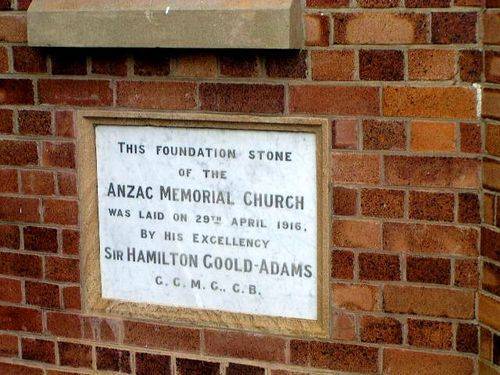 THIS FOUNDATION STONE
OF THE
ANZAC MEMORIAL CHURCH
WAS LAID ON 29TH APRIL 1916.
BY HIS EXCELLENCY
SIR HAMILTON GOOLD-ADAMS
G. C. M. G., C. B.